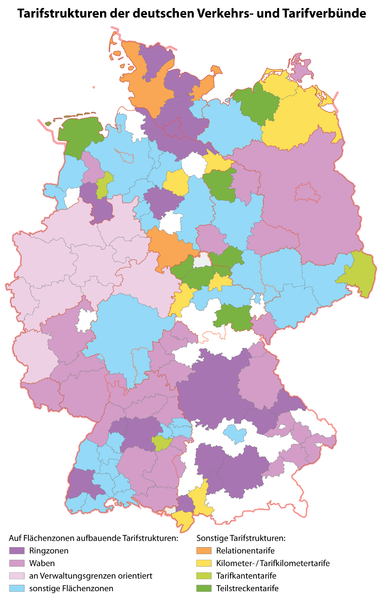 Tarifstrukturen der deutschen Verkehrs- und Tarifverbünde
Auf Flächenzonen aufbauende Tarifstrukturen:
Ringzonen
Waben
an Verwaltungsgrenzen orientiert
sonstige Flächenzonen
Sonstige Tarifstrukturen:
Relationentarife
Kilometer-/Tarifkilometertarife
Tarifkantentarife
Teilstreckentarife